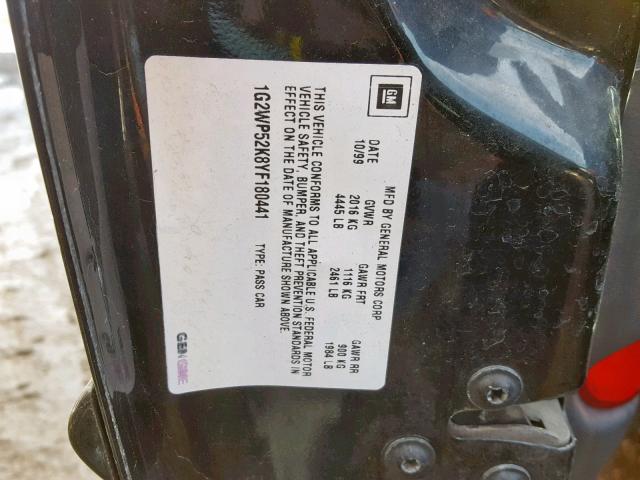 GM
MFD BY GENERAL MOTORS CORP
DATE GVWR GAWR FRT GAWR RR
10/99 2016 KG 1116 KG 900 KG
4445 LB 2461 LB 1984 LB
THIS VEHICLE CONFORMS TO ALL APPLICABLE U.S. FEDERAL MOTOR
VEHICLE SAFETY, BUMPER, AND THEFT PREVENTION STANDARDS IN
EFFECT ON THE DATE OF MANUFACTURE SHOWN ABOVE.
1G2WP52K8YF180441 TYPE: PASS CAR